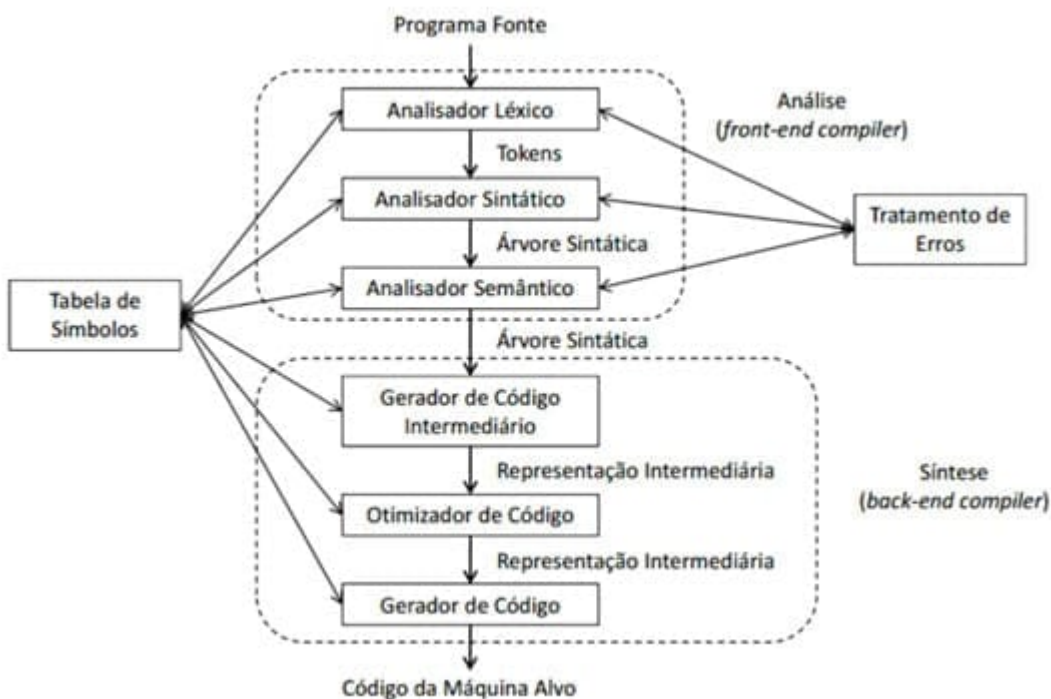 Programa Fonte
Analisador Léxico
Análise
(front-end compiler)
Tokens
Analisador Sintático
Tratamento de
Erros
Árvore Sintática
Analisador Semântico
Tabela de
Símbolos
Árvore Sintática
Gerador de Código
Intermediário
Representação Intermediária
Síntese
(back-end compiler)
Otimizador de Código
Representação Intermediária
Gerador de Código
Código da Máquina Alvo